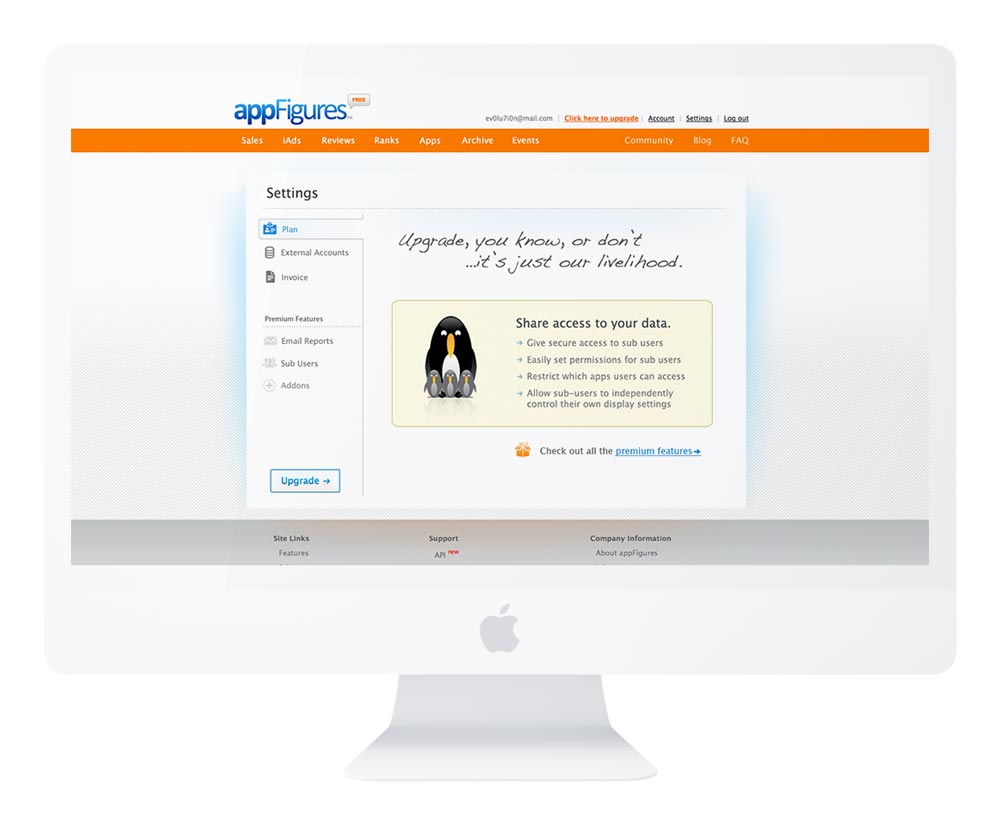 appFigures FREE
ev0lu7i0n@mail.com | Click here to upgrade | Account | Settings | Log out
Sales iAds Reviews Ranks Apps Archive Events Community Blog FAQ
Settings
Plan
External Accounts
Invoice
Premium Features
Email Reports
Sub Users
Addons
Upgrade →
Upgrade, you know, or don't
...it's just our livelihood.
Share access to your data.
→ Give secure access to sub users
→ Easily set permissions for sub users
→ Restrict which apps users can access
→ Allow sub-users to independently
control their own display settings
Check out all the premium features→
Site Links Support Company Information
Features API new About appFigures